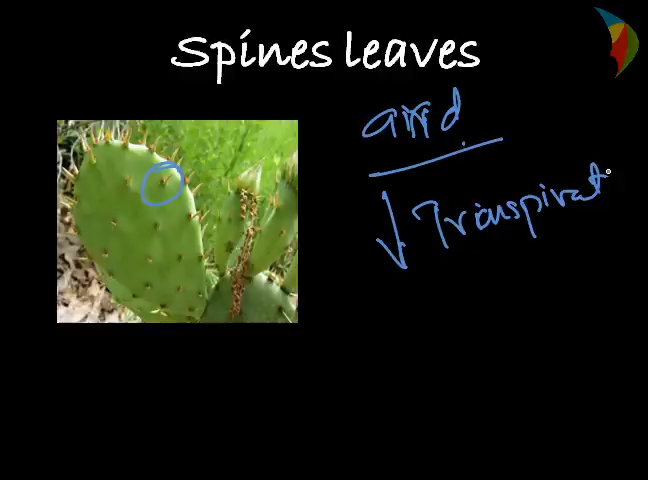 Spines leaves
arid
↓ Transpirat